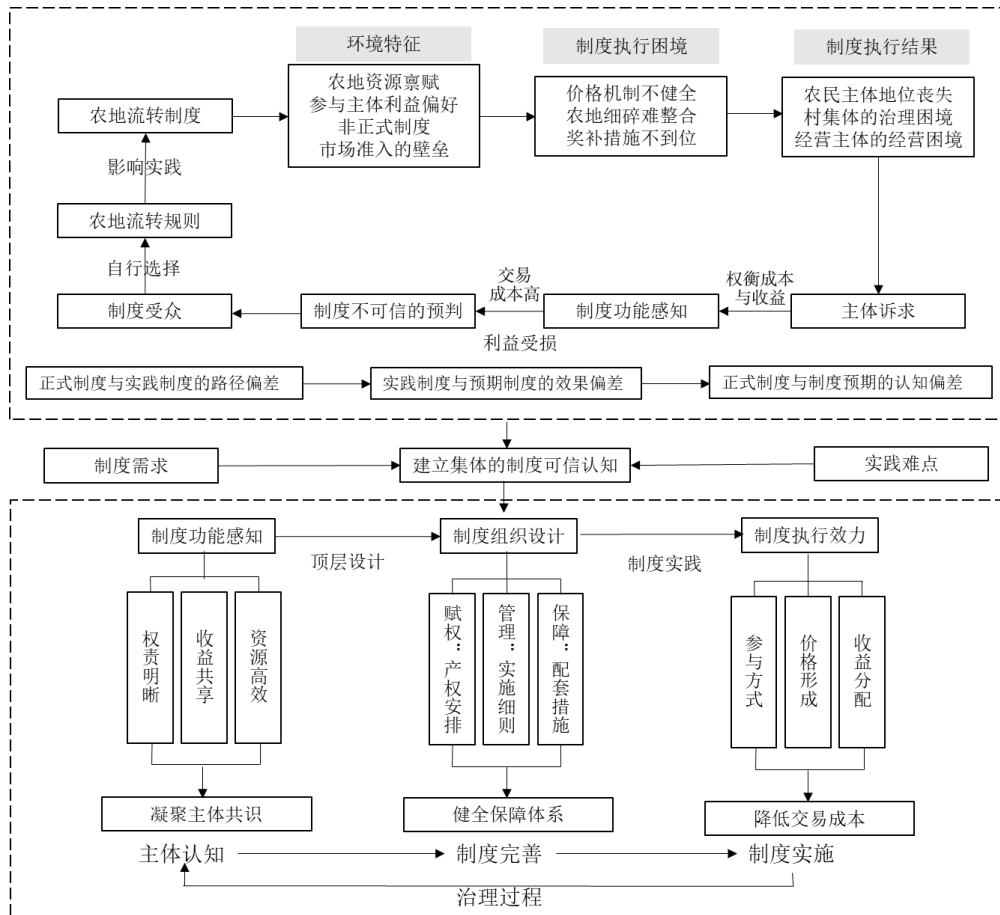 环境特征
制度执行困境
制度执行结果
农地流转制度
农地资源禀赋
参与主体利益偏好
非正式制度
市场准入的壁垒
价格机制不健全
农地细碎难整合
奖补措施不到位
农民主体地位丧失
村集体的治理困境
经营主体的经营困境
影响实践
农地流转规则
自行选择
制度受众
制度不可信的预判
交易
成本高
制度功能感知
权衡成本
与收益
主体诉求
利益受损
正式制度与实践制度的路径偏差
实践制度与预期制度的效果偏差
正式制度与制度预期的认知偏差
制度需求
建立集体的制度可信认知
实践难点
制度功能感知
顶层设计
制度组织设计
制度实践
制度执行效力
权责明晰
收益共享
资源高效
赋权：产权安排
管理：实施细则
保障：配套措施
参与方式
价格形成
收益分配
凝聚主体共识
健全保障体系
降低交易成本
主体认知
制度完善
制度实施
治理过程